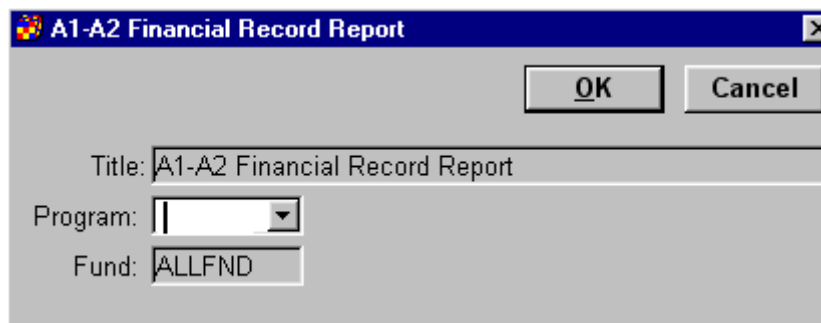 A1-A2 Financial Record Report
OK Cancel
Title: A1-A2 Financial Record Report
Program:
Fund: ALLFND